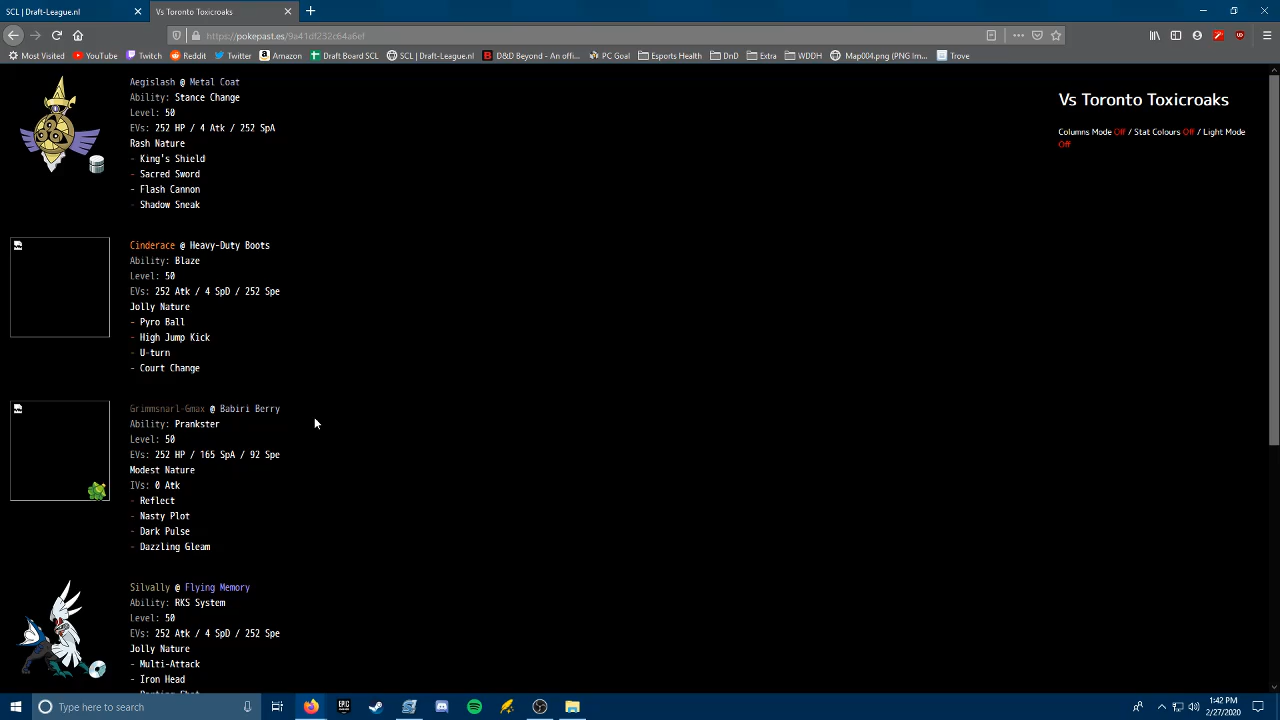 SCL | Draft-League.nl
Vs Toronto Toxicroaks
https://pokepast.es/9a41df232c64a6ef
Most Visited YouTube Twitch Reddit Twitter Amazon Draft Board SCL SCL | Draft-League.nl D&D Beyond - An offi... PC Goal Esports Health DnD Extra WDDH Map004.png (PNG Im... Trove
Vs Toronto Toxicroaks
Columns Mode Off / Stat Colours Off / Light Mode
Off
Aegislash @ Metal Coat
Ability: Stance Change
Level: 50
EVs: 252 HP / 4 Atk / 252 SpA
Rash Nature
- King's Shield
- Sacred Sword
- Flash Cannon
- Shadow Sneak
Cinderace @ Heavy-Duty Boots
Ability: Blaze
Level: 50
EVs: 252 Atk / 4 SpD / 252 Spe
Jolly Nature
- Pyro Ball
- High Jump Kick
- U-turn
- Court Change
Grimmsnarl-Gmax @ Babiri Berry
Ability: Prankster
Level: 50
EVs: 252 HP / 165 SpA / 92 Spe
Modest Nature
IVs: 0 Atk
- Reflect
- Nasty Plot
- Dark Pulse
- Dazzling Gleam
Silvally @ Flying Memory
Ability: RKS System
Level: 50
EVs: 252 Atk / 4 SpD / 252 Spe
Jolly Nature
- Multi-Attack
- Iron Head
Type here to search
EPIC
1:42 PM
2/27/2020